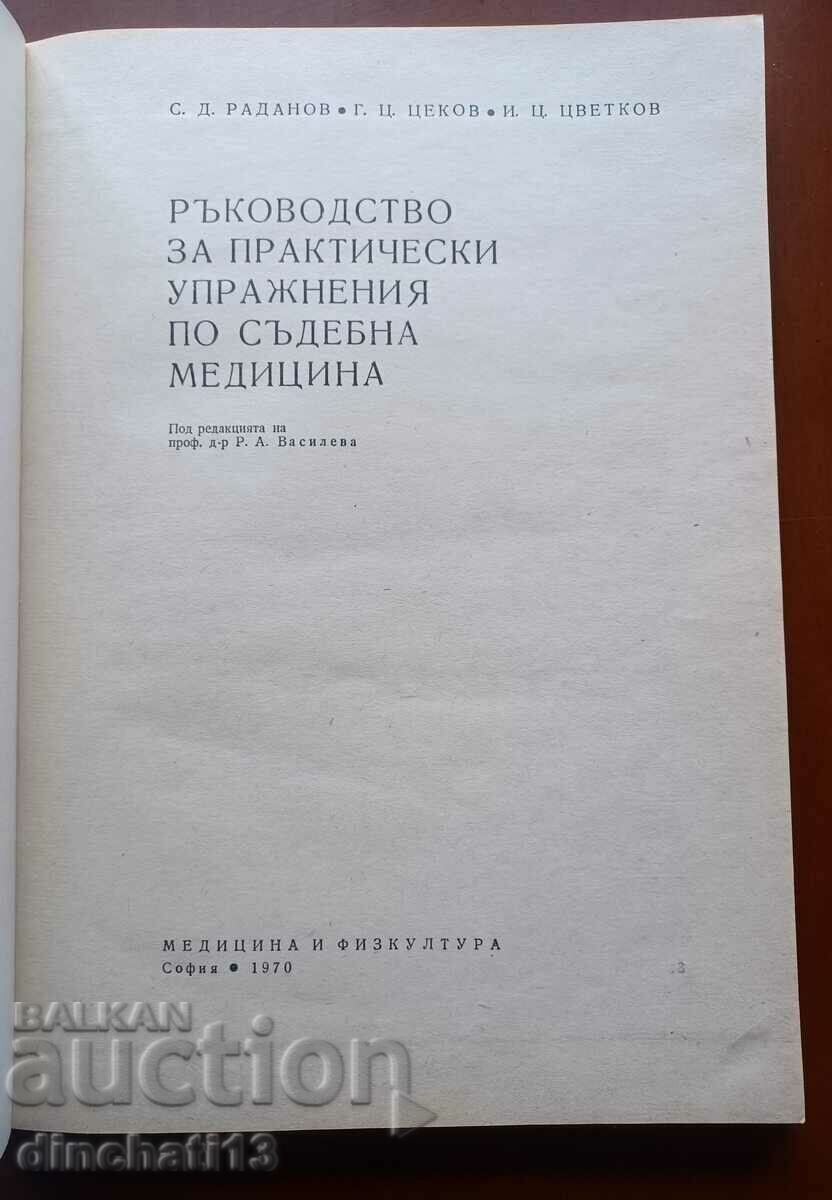 С. Д. РАДАНОВ • Г. Ц. ЦЕКОВ • И. Ц. ЦВЕТКОВ
РЪКОВОДСТВО
ЗА ПРАКТИЧЕСКИ
УПРАЖНЕНИЯ
ПО СЪДЕБНА
МЕДИЦИНА
Под редакцията на
проф. д-р Р. А. Василева
МЕДИЦИНА И ФИЗКУЛТУРА
София • 1970
BALKAN
auction
dinchati13